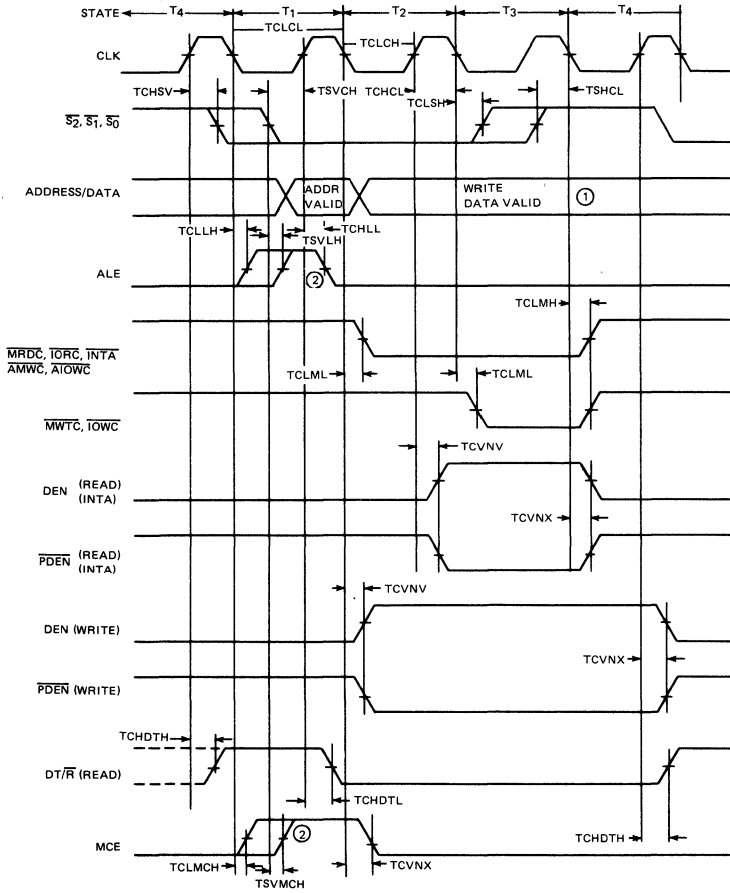 STATE T4 T1 T2 T3 T4
TCLCL
TCLCH
CLK
TCHSV TSVCH TCHCL TSHCL
TCLSH
S2, S1, S0
ADDRESS/DATA
ADDR VALID
WRITE DATA VALID
1
TCLLH TCHLL
TSVLH
ALE
2
TCLMH
MRDC, IORC, INTA
AMWC, AIOWC
TCLML TCLML
MWTC, IOWC
TCVNV
DEN (READ)
(INTA)
TCVNX
PDEN (READ)
(INTA)
TCVNV
DEN (WRITE)
TCVNX
PDEN (WRITE)
TCHDTH
DT/R (READ)
TCHDTL
TCHDTH
2
MCE
TCLMCH TCVNX
TSVMCH